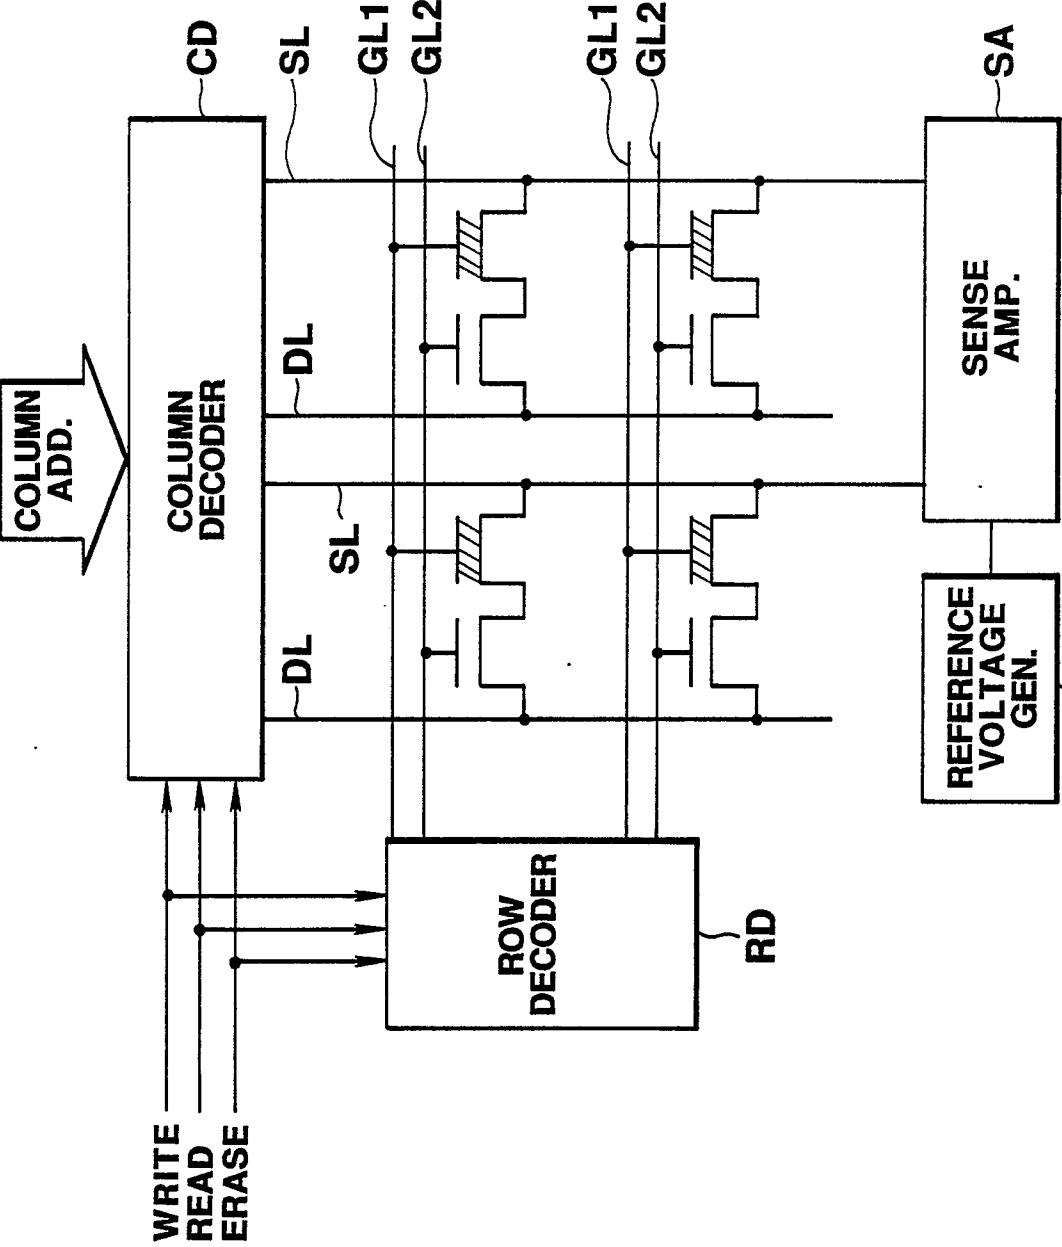 WRITE
READ
ERASE
COLUMN
ADD.
COLUMN
DECODER
CD
SL
DL
SL
DL
GL1
GL2
GL1
GL2
ROW
DECODER
RD
SENSE
AMP.
SA
REFERENCE
VOLTAGE
GEN.